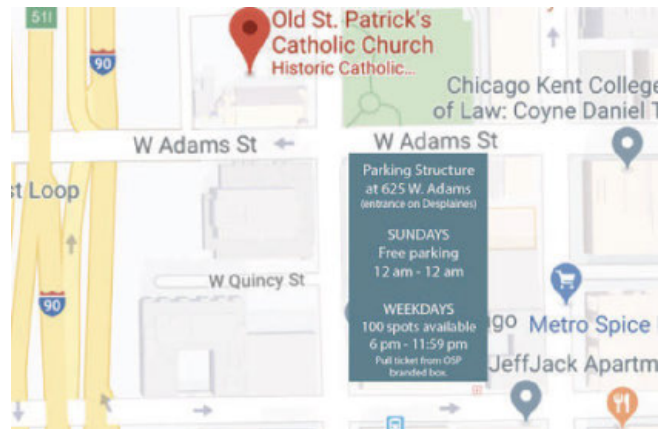 51I
Old St. Patrick's
Catholic Church
Historic Catholic...
90
Chicago Kent College
of Law: Coyne Daniel T
W Adams St
W Adams St
st Loop
Parking Structure
at 625 W. Adams
(entrance on Desplaines)
SUNDAYS
Free parking
12 am - 12 am
W Quincy St
90
WEEKDAYS
100 spots available
6 pm - 11:59 pm
Pull ticket from OSP
branded box.
go
Metro Spice
JeffJack Apartm